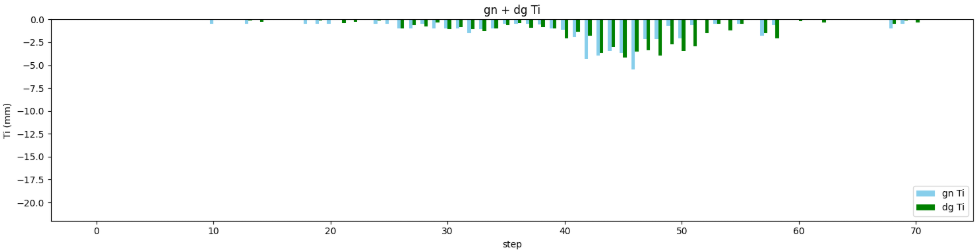 gn + dg Ti
0.0
−2.5
−5.0
−7.5
−10.0
−12.5
−15.0
−17.5
−20.0
Ti (mm)
gn Ti
dg Ti
0 10 20 30 40 50 60 70
step